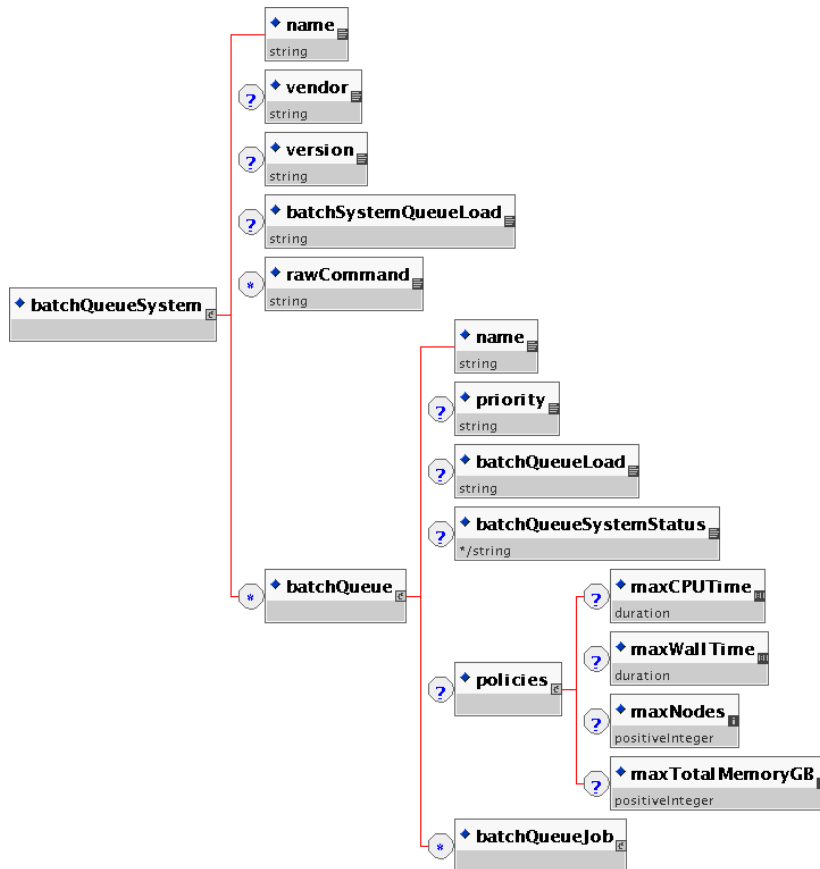 name
string
? vendor
string
? version
string
? batchSystemQueueLoad
string
* rawCommand
string
batchQueueSystem
name
string
? priority
string
? batchQueueLoad
string
? batchQueueSystemStatus
*/string
* batchQueue
? maxCPUTime
duration
? maxWallTime
duration
? policies
? maxNodes
positiveInteger
? maxTotalMemoryGB
positiveInteger
* batchQueueJob